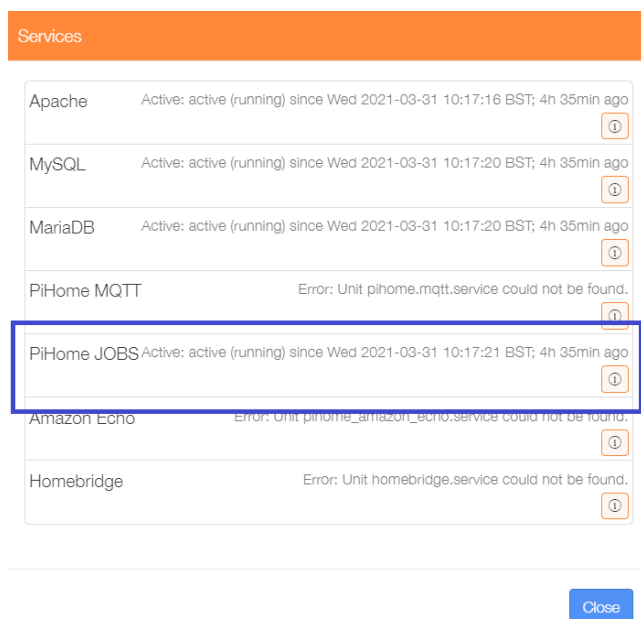 Services
Apache Active: active (running) since Wed 2021-03-31 10:17:16 BST; 4h 35min ago
MySQL Active: active (running) since Wed 2021-03-31 10:17:20 BST; 4h 35min ago
MariaDB Active: active (running) since Wed 2021-03-31 10:17:20 BST; 4h 35min ago
PiHome MQTT Error: Unit pihome.mqtt.service could not be found.
PiHome JOBS Active: active (running) since Wed 2021-03-31 10:17:21 BST; 4h 35min ago
Amazon Echo Error: Unit pihome_amazon_echo.service could not be found.
Homebridge Error: Unit homebridge.service could not be found.
Close